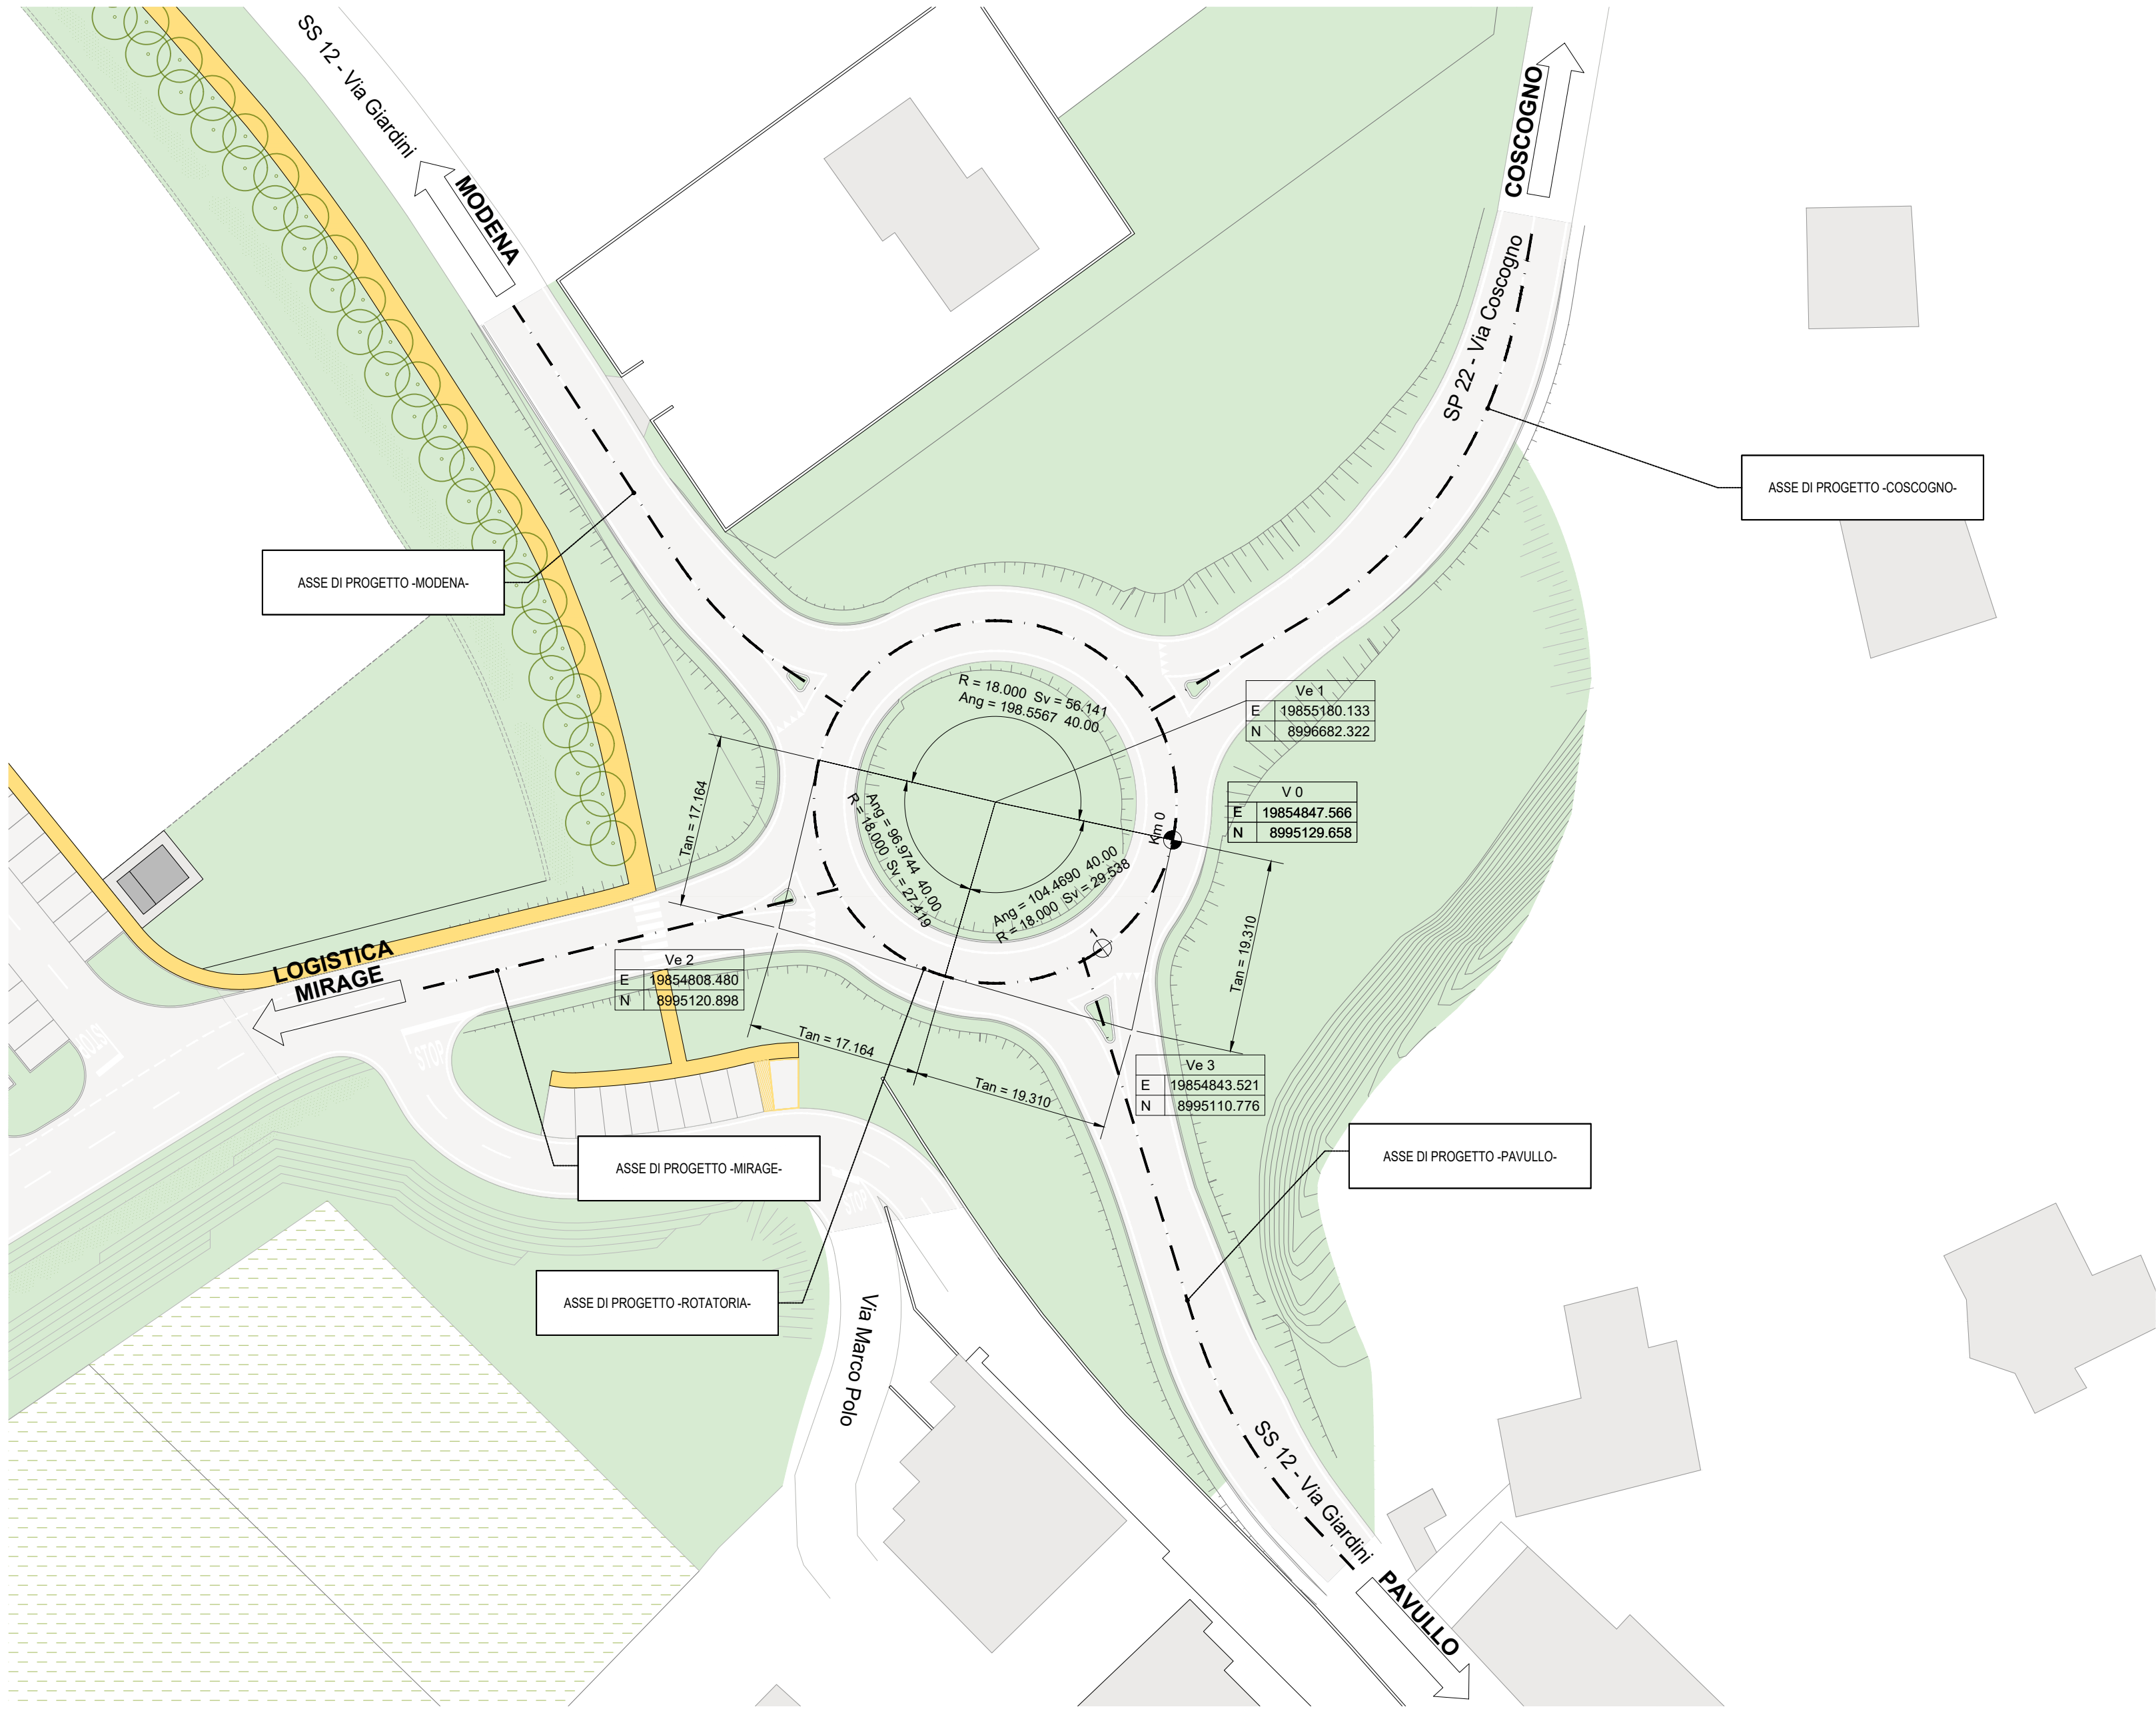 SS 12 - Via Giardini
MODENA
COSCOGNO
SP 22 - Via Coscogno
ASSE DI PROGETTO -COSCOGNO-
ASSE DI PROGETTO -MODENA-
R = 18.000 Sv = 56.141
Ang = 198.5567 40.00
Ve 1
E 19855180.133
N 8996682.322
Tan = 17.164
V 0
E 19854847.566
N 8995129.658
Km 0
Ang = 96.9744 40.00
R = 18.000 Sv = 27.419
Ang = 104.4690 40.00
R = 18.000 Sv = 29.538
1
Tan = 19.310
LOGISTICA
MIRAGE
Ve 2
E 19854808.480
N 8995120.898
STOP
STOP
Tan = 17.164
Tan = 19.310
Ve 3
E 19854843.521
N 8995110.776
ASSE DI PROGETTO -MIRAGE-
ASSE DI PROGETTO -PAVULLO-
STOP
ASSE DI PROGETTO -ROTATORIA-
Via Marco Polo
SS 12 - Via Giardini
PAVULLO